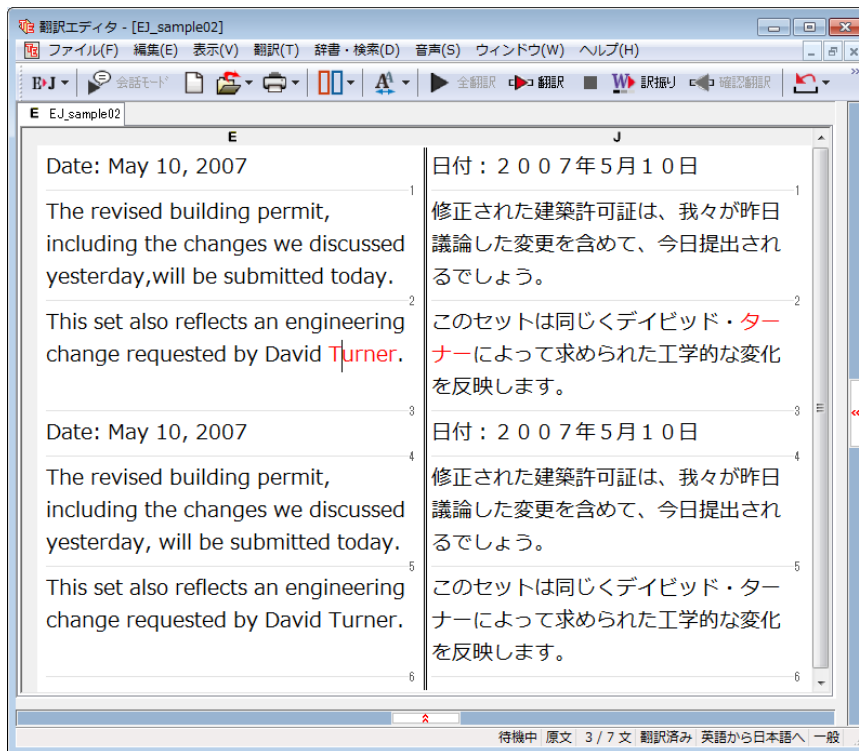 翻訳エディタ - [EJ_sample02]
ファイル(F) 編集(E) 表示(V) 翻訳(T) 辞書・検索(D) 音声(S) ウィンドウ(W) ヘルプ(H)
E▸J 会話モード 全翻訳 翻訳 訳振り 確認翻訳
E EJ_sample02
E J
Date: May 10, 2007
日付：２００７年５月１０日
1
The revised building permit,
including the changes we discussed
yesterday,will be submitted today.
修正された建築許可証は、我々が昨日
議論した変更を含めて、今日提出され
るでしょう。
2
This set also reflects an engineering
change requested by David Turner.
このセットは同じくデイビッド・ター
ナーによって求められた工学的な変化
を反映します。
3
Date: May 10, 2007
日付：２００７年５月１０日
4
The revised building permit,
including the changes we discussed
yesterday, will be submitted today.
修正された建築許可証は、我々が昨日
議論した変更を含めて、今日提出され
るでしょう。
5
This set also reflects an engineering
change requested by David Turner.
このセットは同じくデイビッド・ター
ナーによって求められた工学的な変化
を反映します。
6
待機中 原文 3 / 7 文 翻訳済み 英語から日本語へ 一般